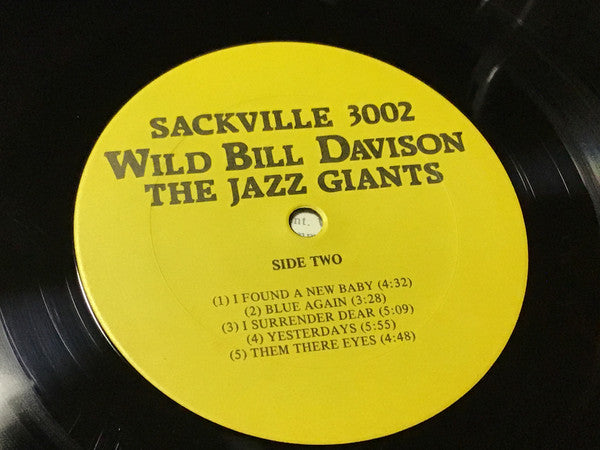 SACKVILLE 3002
WILD BILL DAVISON
THE JAZZ GIANTS
SIDE TWO
(1) I FOUND A NEW BABY (4:32)
(2) BLUE AGAIN (3:28)
(3) I SURRENDER DEAR (5:09)
(4) YESTERDAYS (5:55)
(5) THEM THERE EYES (4:48)